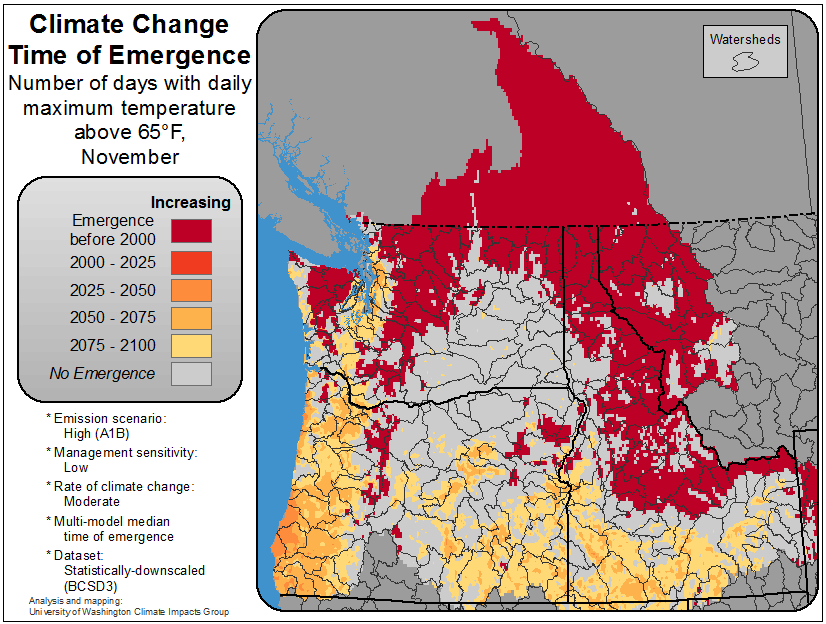 Climate Change
Time of Emergence
Number of days with daily
maximum temperature
above 65°F,
November
Increasing
Emergence
before 2000
2000 - 2025
2025 - 2050
2050 - 2075
2075 - 2100
No Emergence
* Emission scenario:
High (A1B)
* Management sensitivity:
Low
* Rate of climate change:
Moderate
* Multi-model median
time of emergence
* Dataset:
Statistically-downscaled
(BCSD3)
Analysis and mapping:
University of Washington Climate Impacts Group
Watersheds